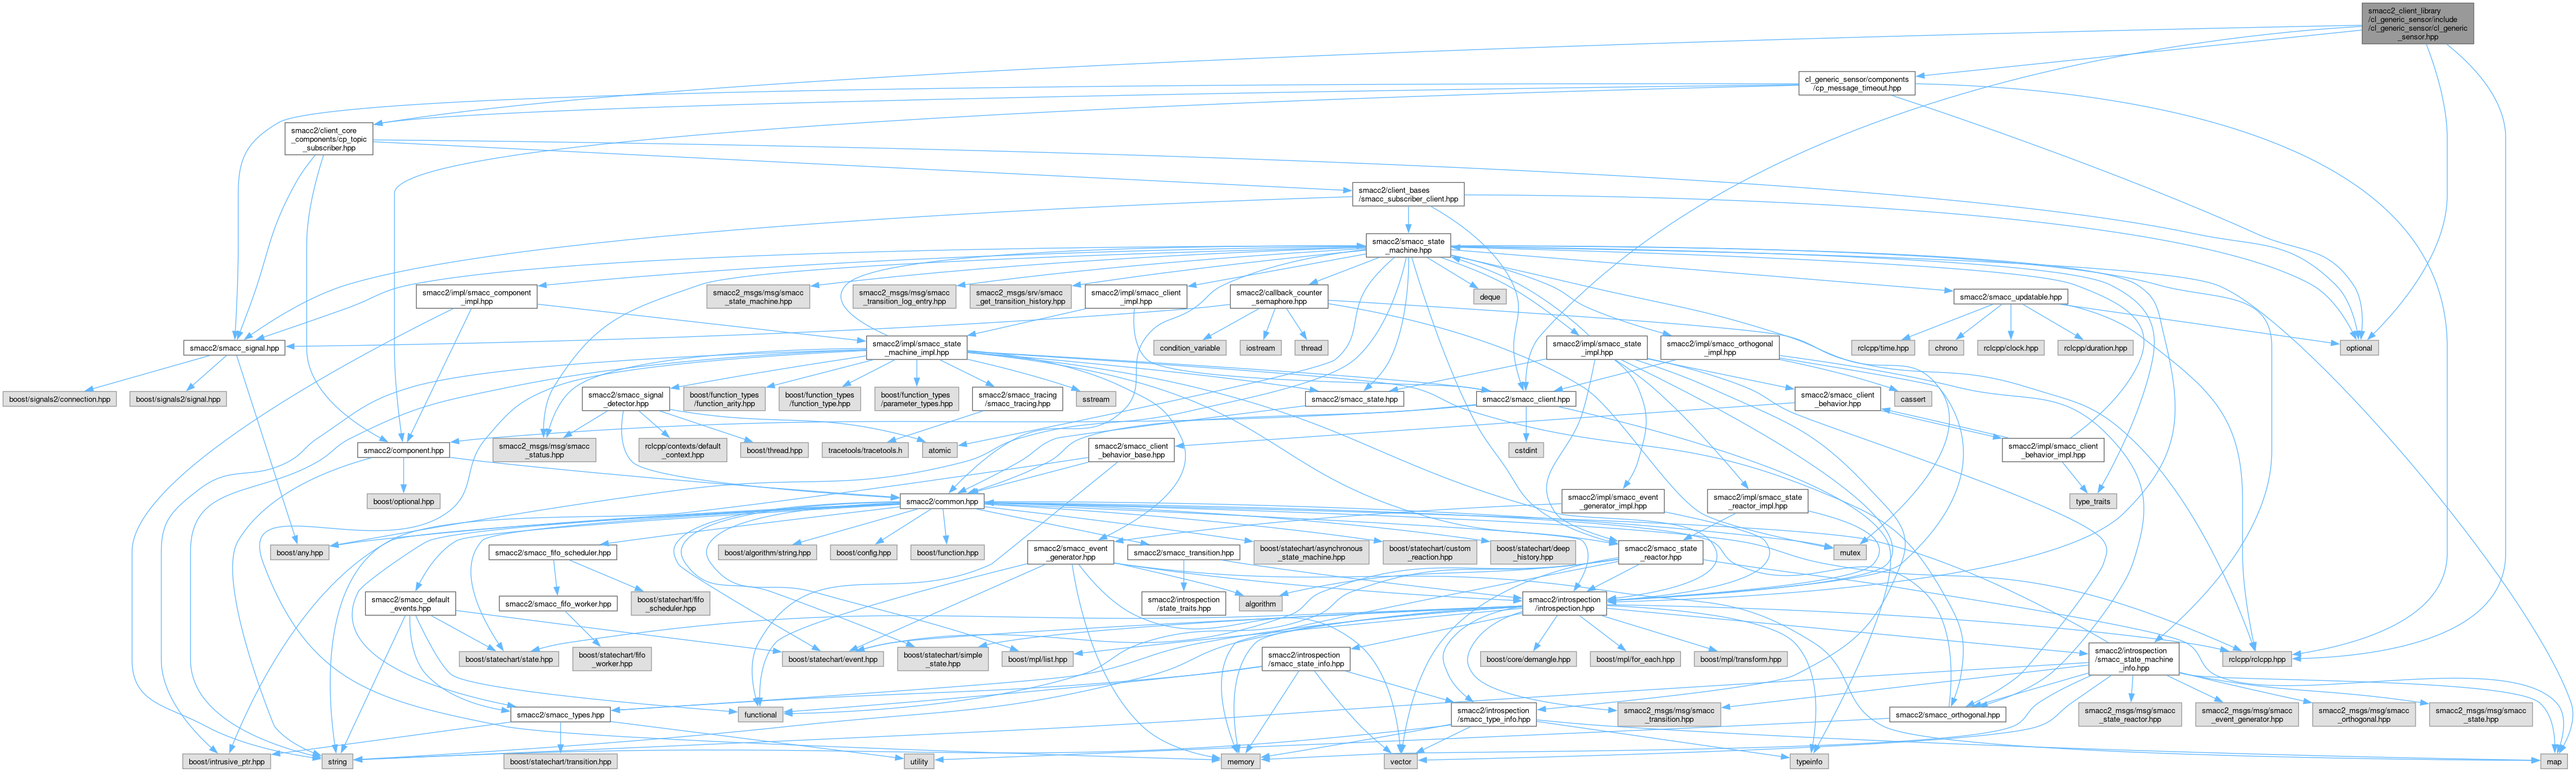 smacc2_client_library
/cl_generic_sensor/include
/cl_generic_sensor/cl_generic
_sensor.hpp
cl_generic_sensor/components
/cp_message_timeout.hpp
smacc2/client_core
_components/cp_topic
_subscriber.hpp
smacc2/client_bases
/smacc_subscriber_client.hpp
smacc2/smacc_state
_machine.hpp
smacc2/impl/smacc_component
_impl.hpp
smacc2_msgs/msg/smacc
_state_machine.hpp
smacc2_msgs/msg/smacc
_transition_log_entry.hpp
smacc2_msgs/srv/smacc
_get_transition_history.hpp
smacc2/impl/smacc_client
_impl.hpp
smacc2/callback_counter
_semaphore.hpp
deque
smacc2/smacc_updatable.hpp
smacc2/smacc_signal.hpp
smacc2/impl/smacc_state
_machine_impl.hpp
condition_variable
iostream
thread
smacc2/impl/smacc_state
_impl.hpp
smacc2/impl/smacc_orthogonal
_impl.hpp
rclcpp/time.hpp
chrono
rclcpp/clock.hpp
rclcpp/duration.hpp
optional
boost/signals2/connection.hpp
boost/signals2/signal.hpp
smacc2/smacc_signal
_detector.hpp
boost/function_types
/function_arity.hpp
boost/function_types
/function_type.hpp
boost/function_types
/parameter_types.hpp
smacc2/smacc_tracing
/smacc_tracing.hpp
sstream
smacc2/smacc_state.hpp
smacc2/smacc_client.hpp
smacc2/smacc_client
_behavior.hpp
cassert
smacc2/component.hpp
smacc2_msgs/msg/smacc
_status.hpp
rclcpp/contexts/default
_context.hpp
boost/thread.hpp
tracetools/tracetools.h
atomic
smacc2/smacc_client
_behavior_base.hpp
cstdint
smacc2/impl/smacc_client
_behavior_impl.hpp
boost/optional.hpp
smacc2/common.hpp
smacc2/impl/smacc_event
_generator_impl.hpp
smacc2/impl/smacc_state
_reactor_impl.hpp
type_traits
boost/any.hpp
smacc2/smacc_fifo_scheduler.hpp
boost/algorithm/string.hpp
boost/config.hpp
boost/function.hpp
smacc2/smacc_event
_generator.hpp
smacc2/smacc_transition.hpp
boost/statechart/asynchronous
_state_machine.hpp
boost/statechart/custom
_reaction.hpp
boost/statechart/deep
_history.hpp
smacc2/smacc_state
_reactor.hpp
mutex
smacc2/smacc_default
_events.hpp
smacc2/smacc_fifo_worker.hpp
boost/statechart/fifo
_scheduler.hpp
smacc2/introspection
/state_traits.hpp
algorithm
smacc2/introspection
/introspection.hpp
boost/statechart/state.hpp
boost/statechart/fifo
_worker.hpp
boost/statechart/event.hpp
boost/statechart/simple
_state.hpp
boost/mpl/list.hpp
smacc2/introspection
/smacc_state_info.hpp
boost/core/demangle.hpp
boost/mpl/for_each.hpp
boost/mpl/transform.hpp
smacc2/introspection
/smacc_state_machine
_info.hpp
rclcpp/rclcpp.hpp
smacc2/smacc_types.hpp
functional
smacc2/introspection
/smacc_type_info.hpp
smacc2_msgs/msg/smacc
_transition.hpp
smacc2/smacc_orthogonal.hpp
smacc2_msgs/msg/smacc
_state_reactor.hpp
smacc2_msgs/msg/smacc
_event_generator.hpp
smacc2_msgs/msg/smacc
_orthogonal.hpp
smacc2_msgs/msg/smacc
_state.hpp
boost/intrusive_ptr.hpp
string
boost/statechart/transition.hpp
utility
memory
vector
typeinfo
map